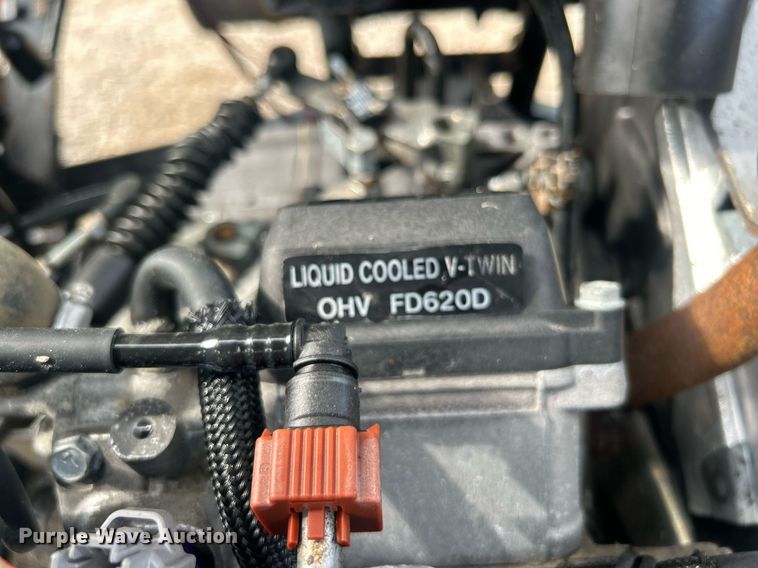 LIQUID COOLED V-TWIN
OHV FD620D
Purple Wave Auction